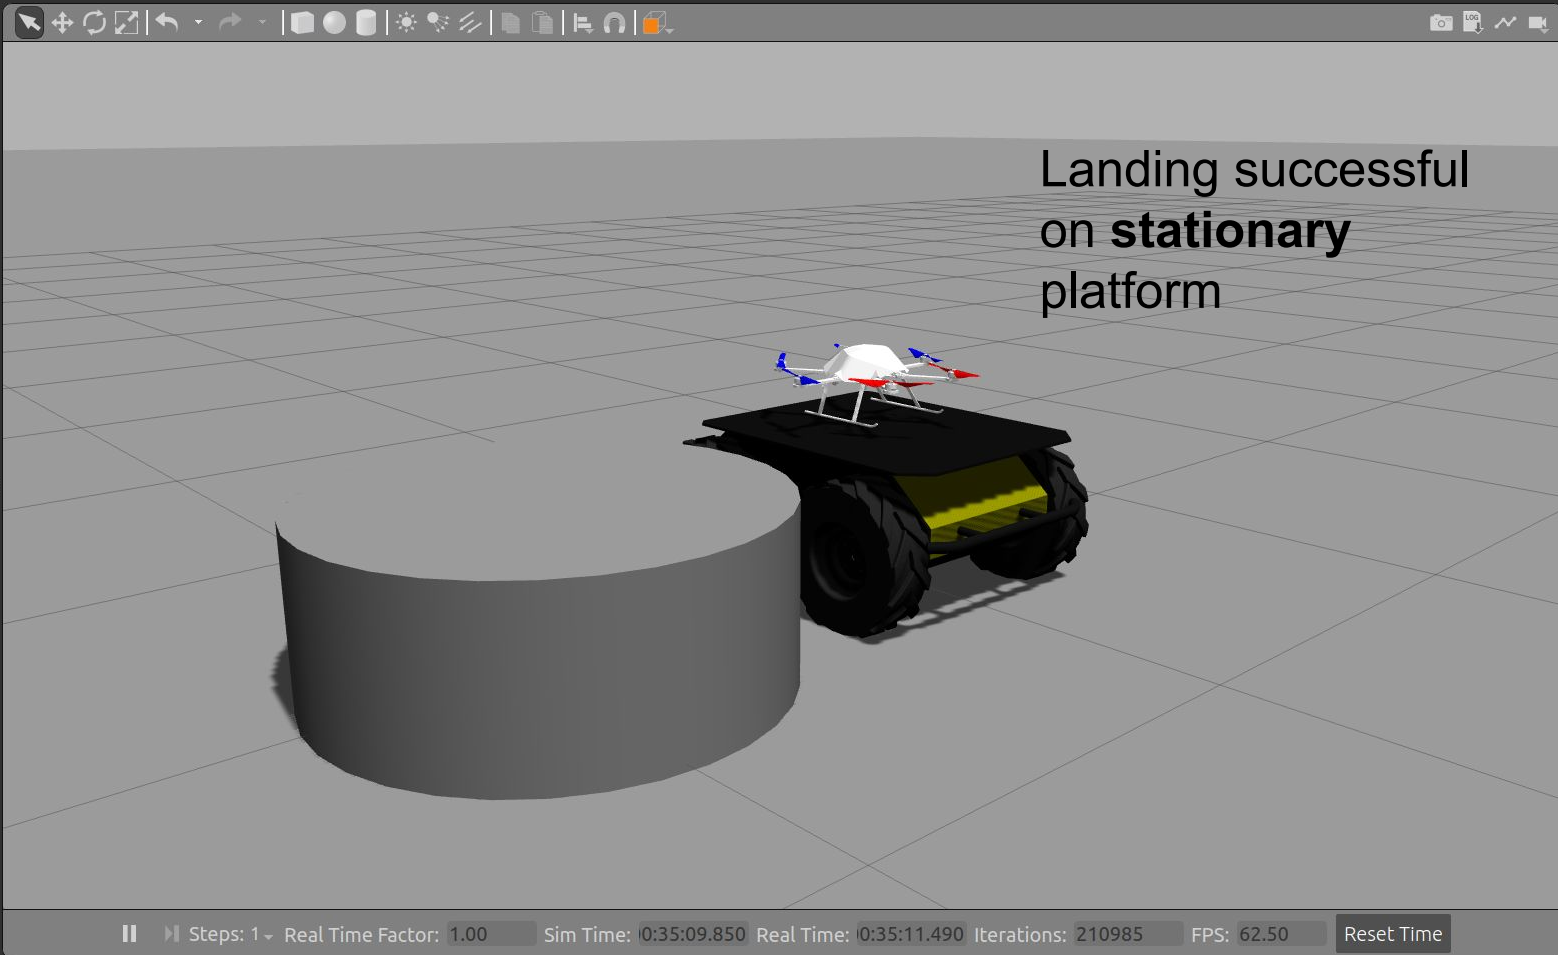 LOG
Landing successful
on stationary
platform
Steps: 1 Real Time Factor: 1.00 Sim Time: 0:35:09.850 Real Time: 0:35:11.490 Iterations: 210985 FPS: 62.50 Reset Time